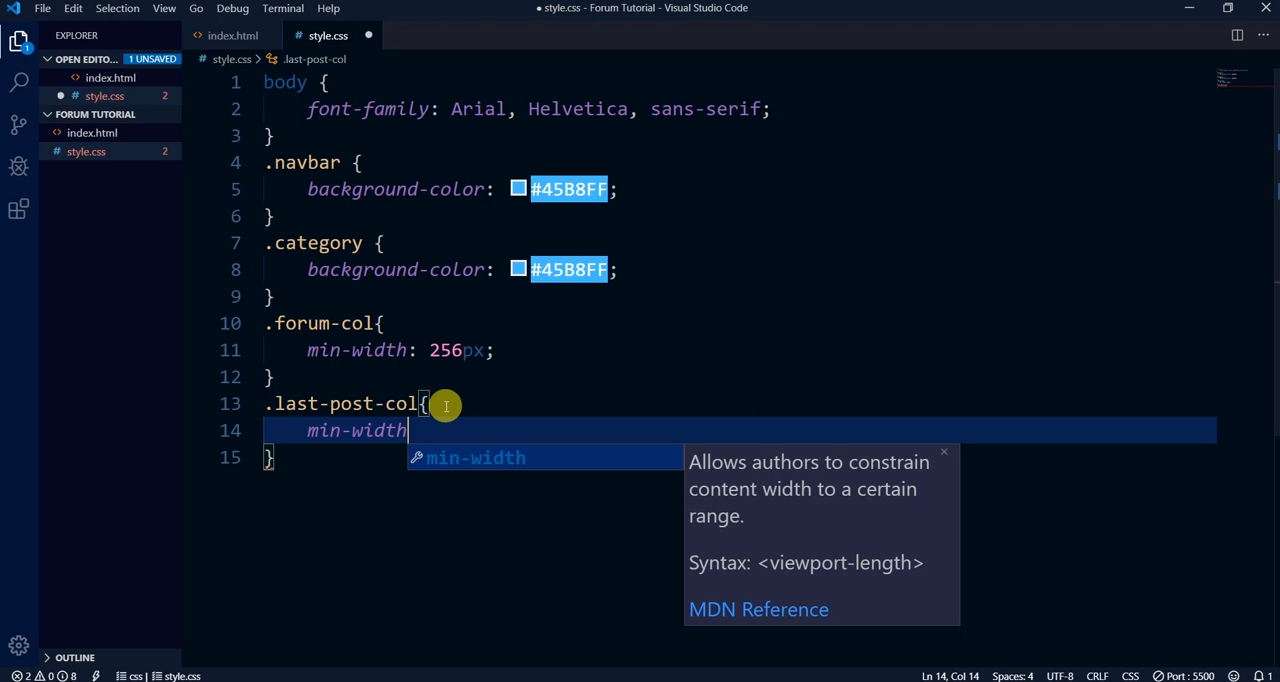 File Edit Selection View Go Debug Terminal Help
● style.css - Forum Tutorial - Visual Studio Code
EXPLORER
OPEN EDITO... 1 UNSAVED
index.html
style.css 2
FORUM TUTORIAL
index.html
style.css 2
OUTLINE
index.html
style.css
style.css > .last-post-col
1 body {
2 font-family: Arial, Helvetica, sans-serif;
3 }
4 .navbar {
5 background-color: #45B8FF;
6 }
7 .category {
8 background-color: #45B8FF;
9 }
10 .forum-col{
11 min-width: 256px;
12 }
13 .last-post-col{
14 min-width
15 }
min-width
Allows authors to constrain
content width to a certain
range.
Syntax: <viewport-length>
MDN Reference
1
2 0 8 css | style.css
Ln 14, Col 14 Spaces: 4 UTF-8 CRLF CSS Port : 5500 1